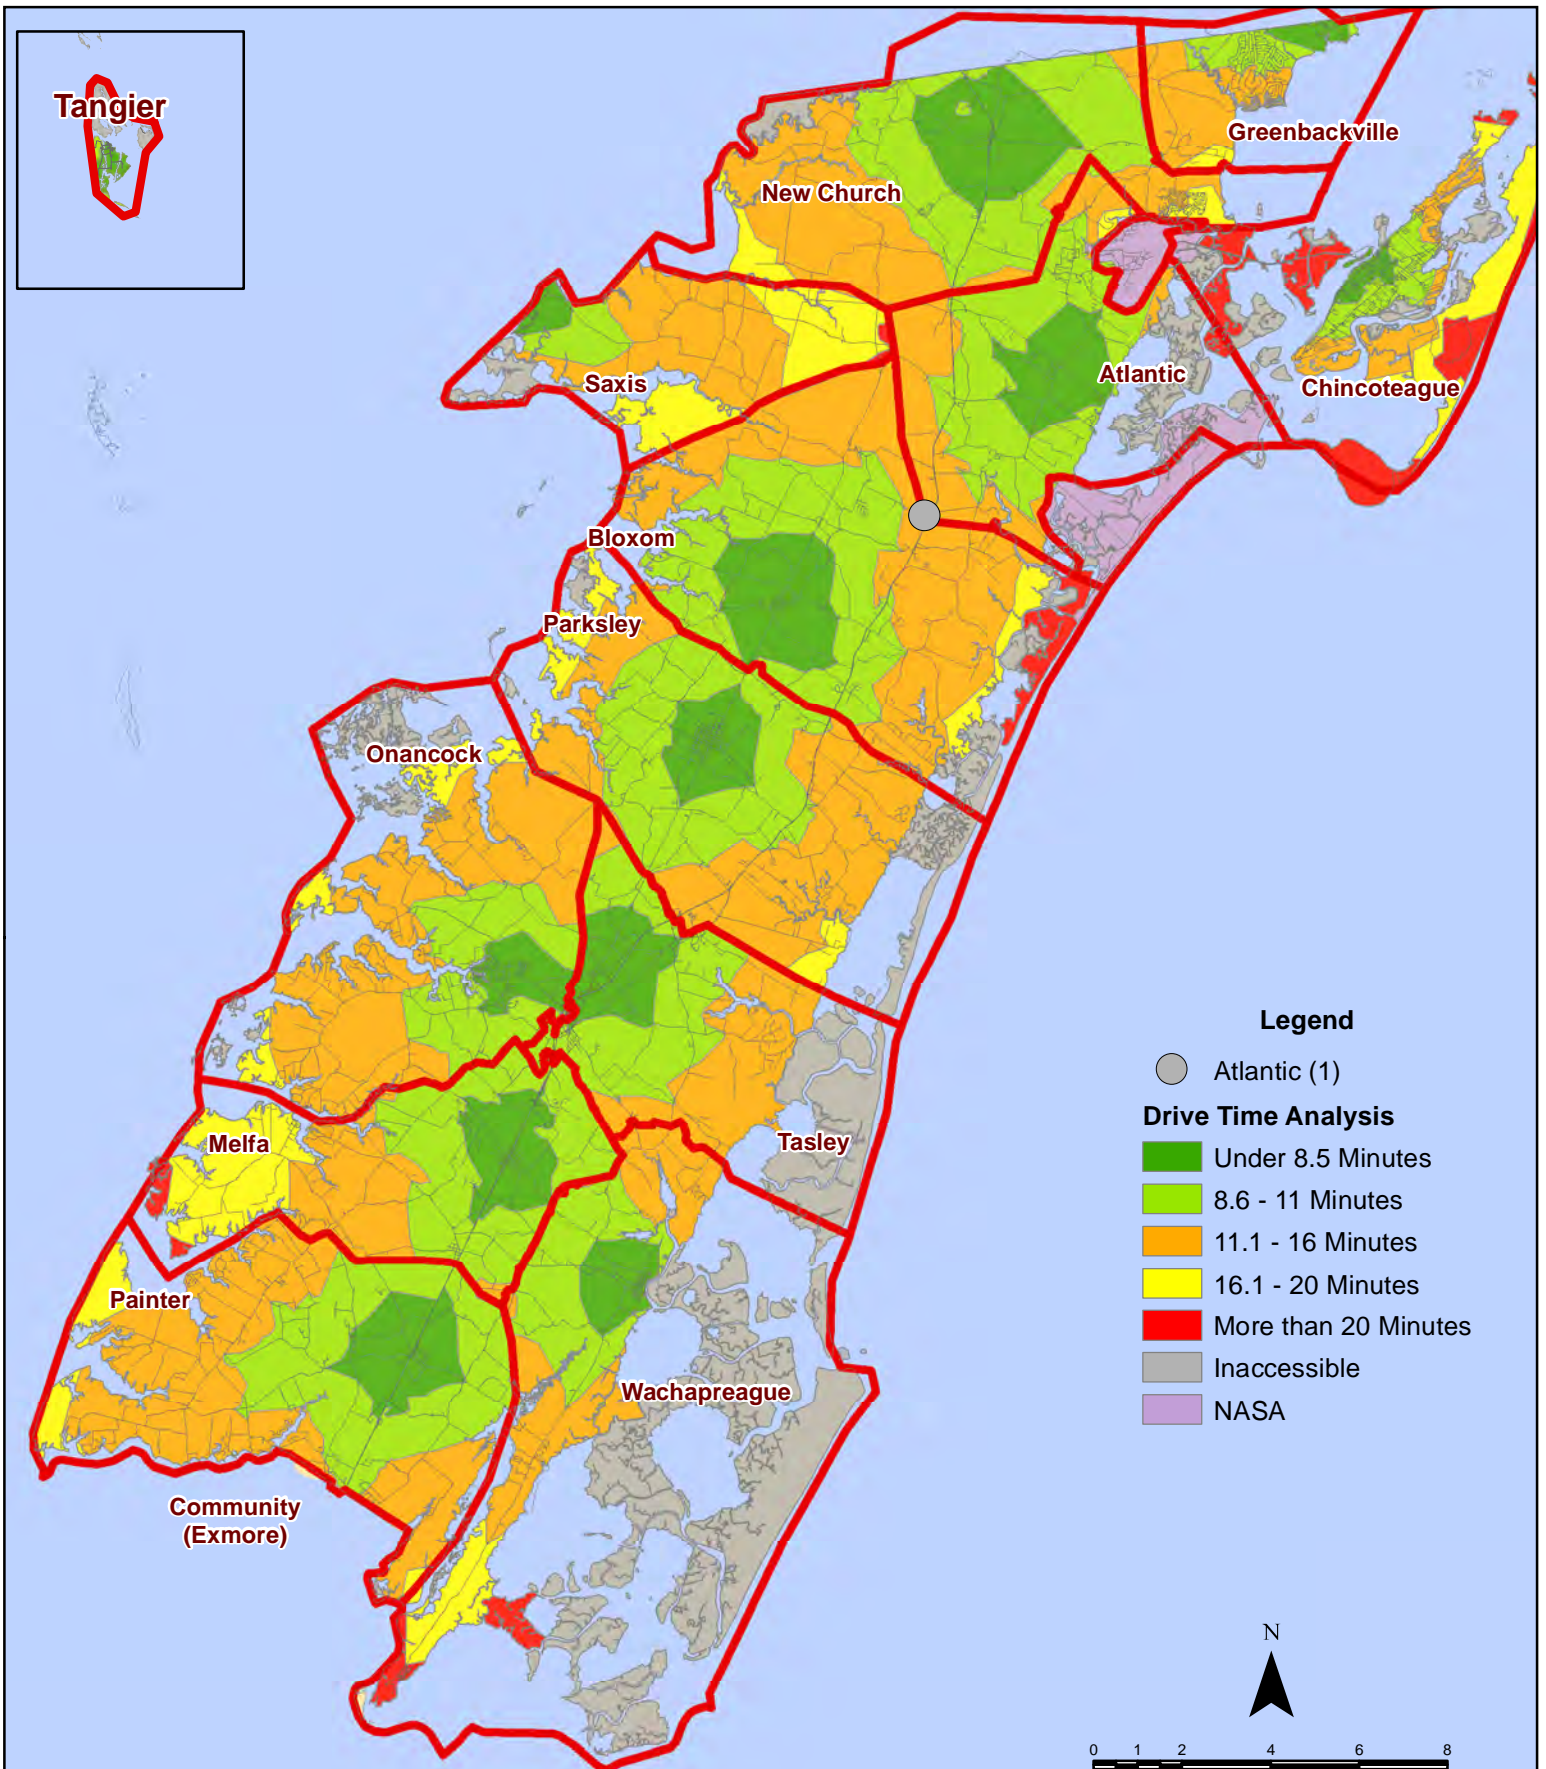 Tangier
Greenbackville
New Church
Atlantic
Chincoteague
Saxis
Bloxom
Parksley
Onancock
Melfa
Tasley
Painter
Wachapreague
Community
(Exmore)
Legend
Atlantic (1)
Drive Time Analysis
Under 8.5 Minutes
8.6 - 11 Minutes
11.1 - 16 Minutes
16.1 - 20 Minutes
More than 20 Minutes
Inaccessible
NASA
N
0 1 2 4 6 8